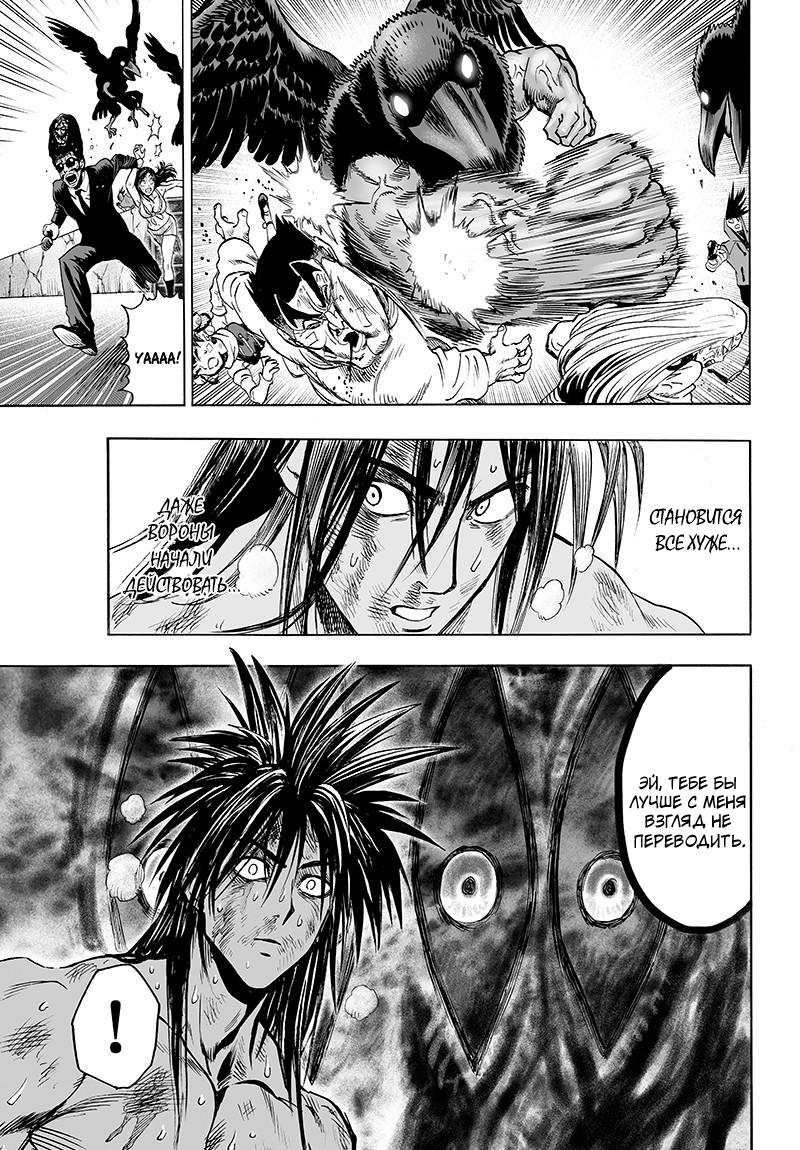 УАААА!
СТАНОВИТСЯ
ВСЕ ХУЖЕ...
ДАЖЕ
ВОРОНЫ
НАЧАЛИ
ДЕЙСТВОВАТЬ...
ЭЙ, ТЕБЕ БЫ
ЛУЧШЕ С МЕНЯ
ВЗГЛЯД НЕ
ПЕРЕВОДИТЬ.
!